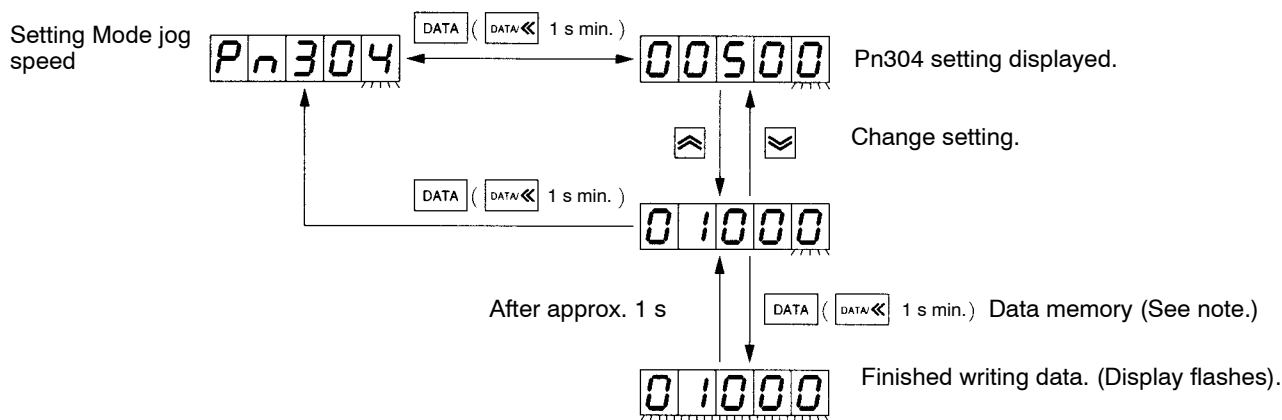 Setting Mode jog
speed
Pn304
DATA ( DATA/≪ 1 s min. )
00500
Pn304 setting displayed.
Change setting.
DATA ( DATA/≪ 1 s min. )
01000
After approx. 1 s
DATA ( DATA/≪ 1 s min.) Data memory (See note.)
01000
Finished writing data. (Display flashes).